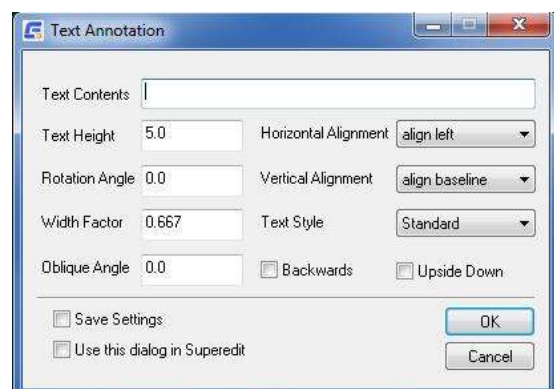 Text Annotation
Text Contents
Text Height 5.0 Horizontal Alignment align left
Rotation Angle 0.0 Vertical Alignment align baseline
Width Factor 0.667 Text Style Standard
Oblique Angle 0.0 Backwards Upside Down
Save Settings OK
Use this dialog in Superedit
Cancel